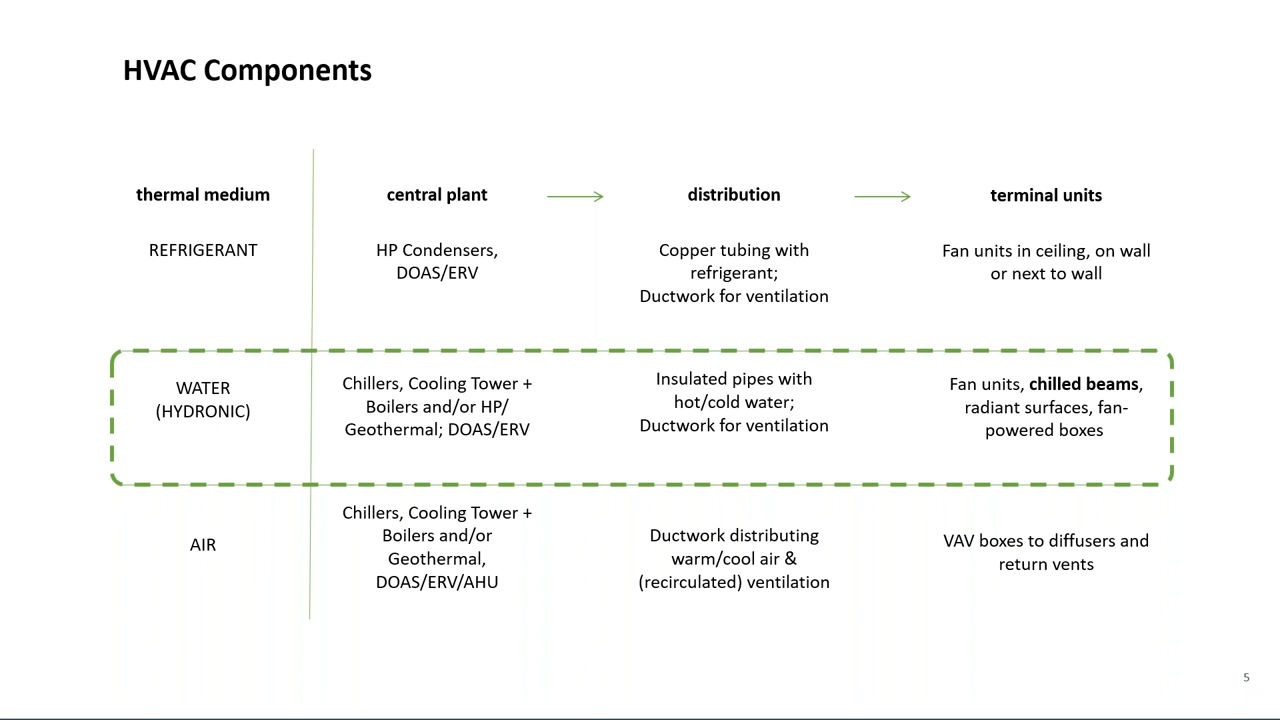 HVAC Components
thermal medium
central plant
distribution
terminal units
REFRIGERANT
HP Condensers,
DOAS/ERV
Copper tubing with
refrigerant;
Ductwork for ventilation
Fan units in ceiling, on wall
or next to wall
WATER
(HYDRONIC)
Chillers, Cooling Tower +
Boilers and/or HP/
Geothermal; DOAS/ERV
Insulated pipes with
hot/cold water;
Ductwork for ventilation
Fan units, chilled beams,
radiant surfaces, fan-
powered boxes
AIR
Chillers, Cooling Tower +
Boilers and/or
Geothermal,
DOAS/ERV/AHU
Ductwork distributing
warm/cool air &
(recirculated) ventilation
VAV boxes to diffusers and
return vents
5